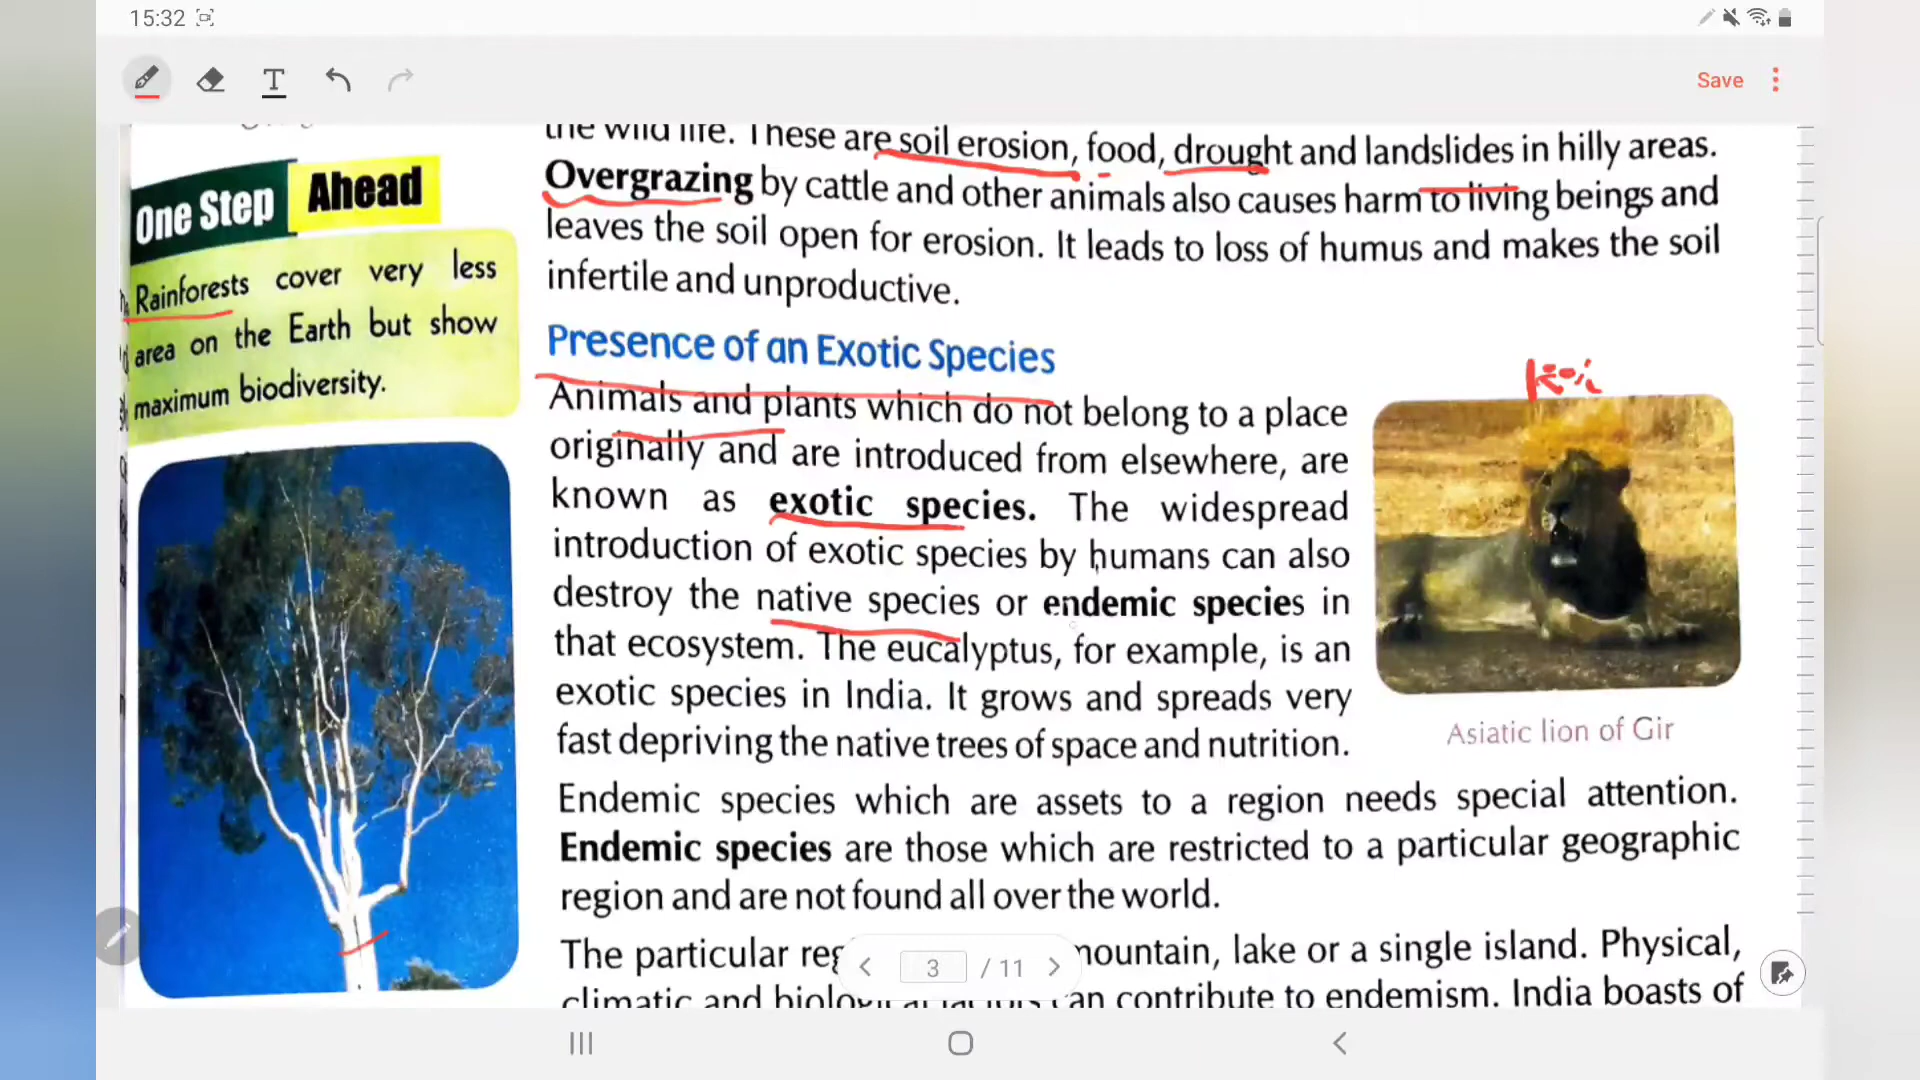 15:32
Save
the wild life. These are soil erosion, food, drought and landslides in hilly areas.
Overgrazing by cattle and other animals also causes harm to living beings and
leaves the soil open for erosion. It leads to loss of humus and makes the soil
infertile and unproductive.
One Step Ahead
Rainforests cover very less
area on the Earth but show
maximum biodiversity.
Presence of an Exotic Species
Animals and plants which do not belong to a place
originally and are introduced from elsewhere, are
known as exotic species. The widespread
introduction of exotic species by humans can also
destroy the native species or endemic species in
that ecosystem. The eucalyptus, for example, is an
exotic species in India. It grows and spreads very
fast depriving the native trees of space and nutrition.
Asiatic lion of Gir
Endemic species which are assets to a region needs special attention.
Endemic species are those which are restricted to a particular geographic
region and are not found all over the world.
The particular mountain, lake or a single island. Physical,
climatic and biological factors can contribute to endemism. India boasts of
3 / 11